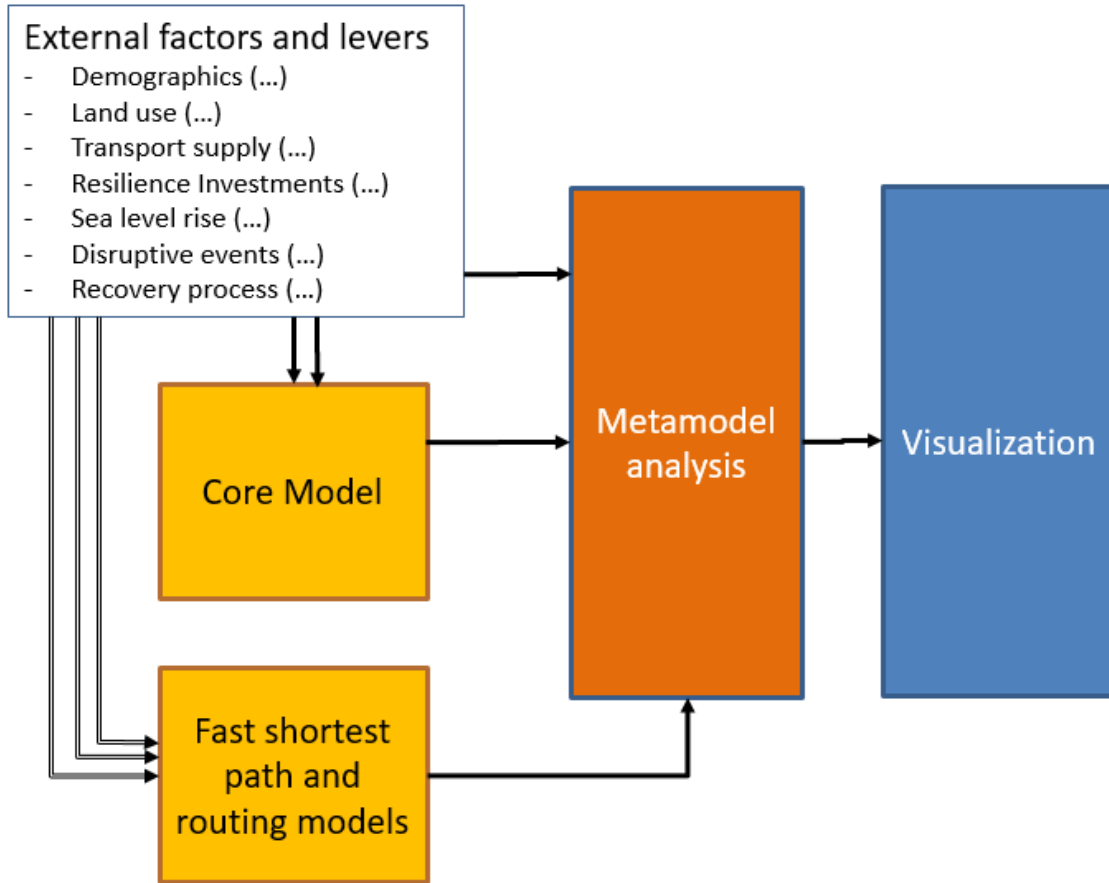 External factors and levers
- Demographics (…)
- Land use (…)
- Transport supply (…)
- Resilience Investments (…)
- Sea level rise (…)
- Disruptive events (…)
- Recovery process (…)
Core Model
Fast shortest
path and
routing models
Metamodel
analysis
Visualization